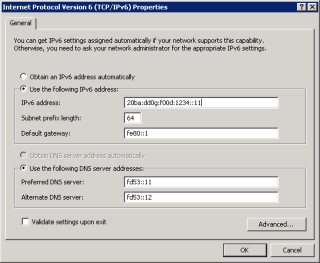 Internet Protocol Version 6 (TCP/IPv6) Properties
General
You can get IPv6 settings assigned automatically if your network supports this capability.
Otherwise, you need to ask your network administrator for the appropriate IPv6 settings.
Obtain an IPv6 address automatically
Use the following IPv6 address:
IPv6 address:
20ba:dd0g:f00d:1234::11
Subnet prefix length:
64
Default gateway:
fe80::1
Obtain DNS server address automatically
Use the following DNS server addresses:
Preferred DNS server:
fd53::11
Alternate DNS server:
fd53::12
Validate settings upon exit
Advanced...
OK
Cancel